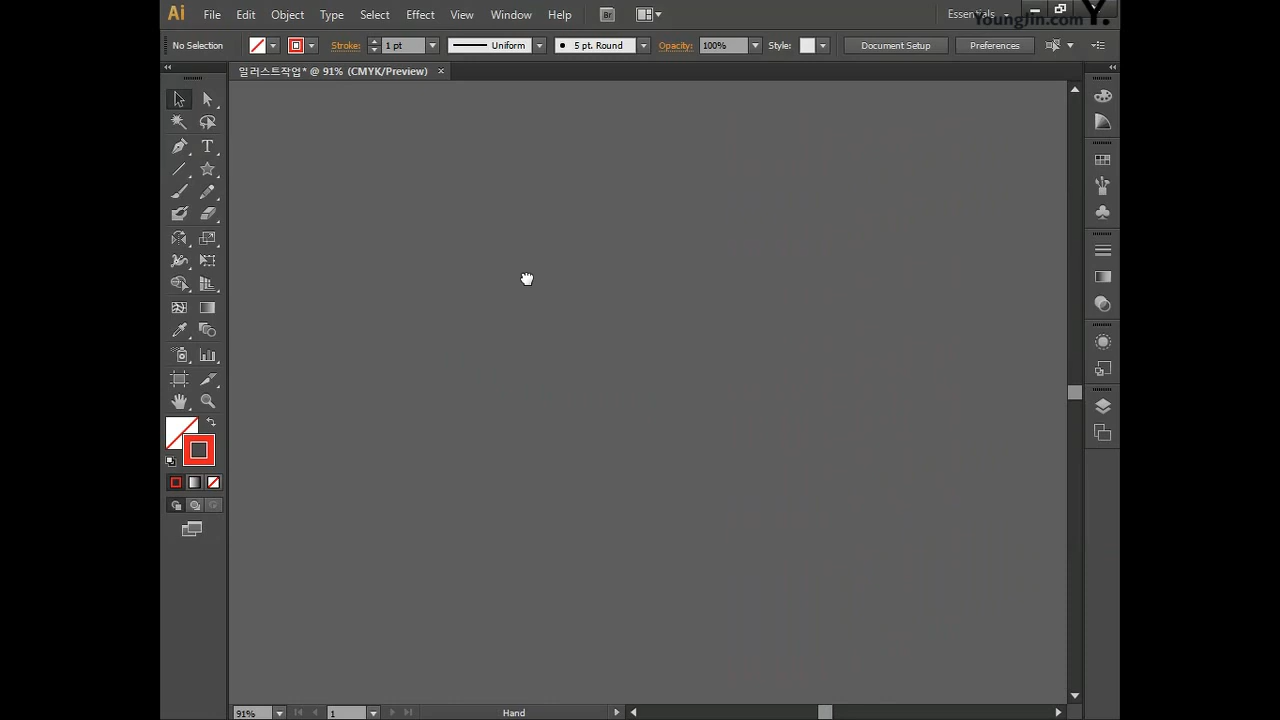 Ai File Edit Object Type Select Effect View Window Help Br Essentials
YoungJin.com Y.
No Selection Stroke: 1 pt Uniform 5 pt. Round Opacity: 100% Style: Document Setup Preferences
일러스트작업* @ 91% (CMYK/Preview) ×
T
91% 1 Hand